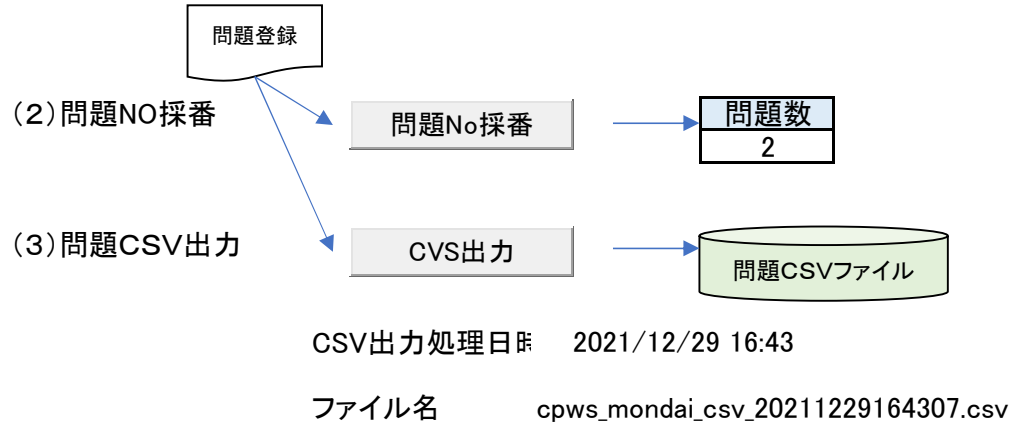 問題登録
(2)問題NO採番
問題No採番
問題数
2
(3)問題CSV出力
CVS出力
問題CSVファイル
CSV出力処理日時
2021/12/29 16:43
ファイル名
cpws_mondai_csv_20211229164307.csv